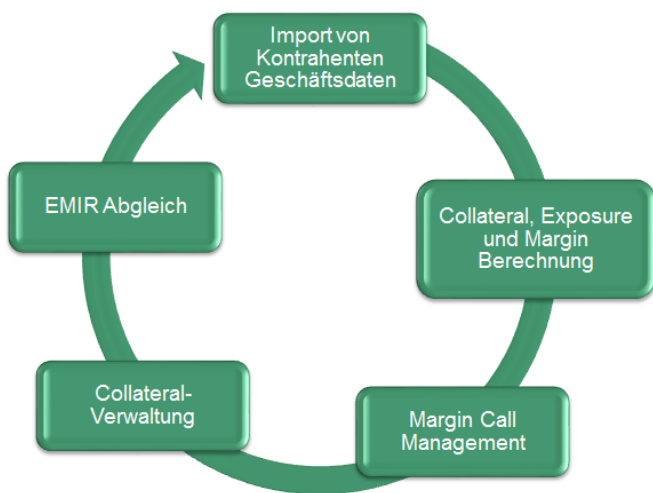 Import von
Kontrahenten
Geschäftsdaten
Collateral, Exposure
und Margin
Berechnung
Margin Call
Management
Collateral-
Verwaltung
EMIR Abgleich